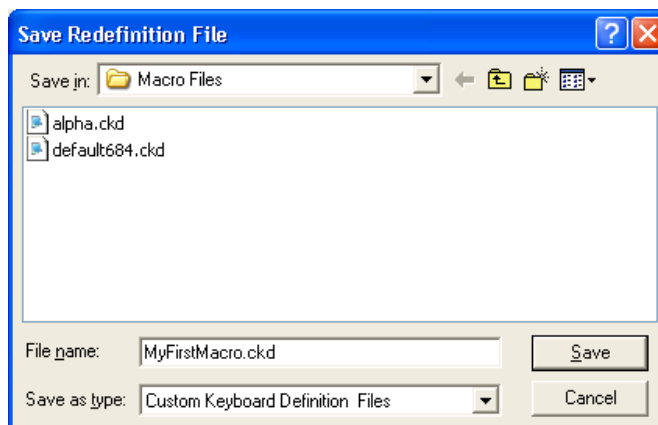 Save Redefinition File
Save in: Macro Files
alpha.ckd
default684.ckd
File name: MyFirstMacro.ckd Save
Save as type: Custom Keyboard Definition Files Cancel